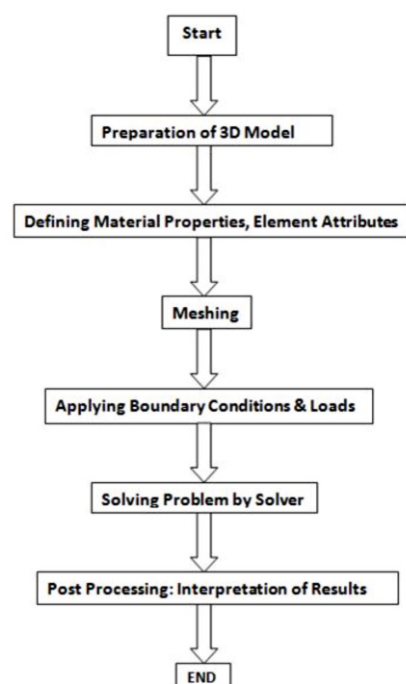 Start
Preparation of 3D Model
Defining Material Properties, Element Attributes
Meshing
Applying Boundary Conditions & Loads
Solving Problem by Solver
Post Processing: Interpretation of Results
END